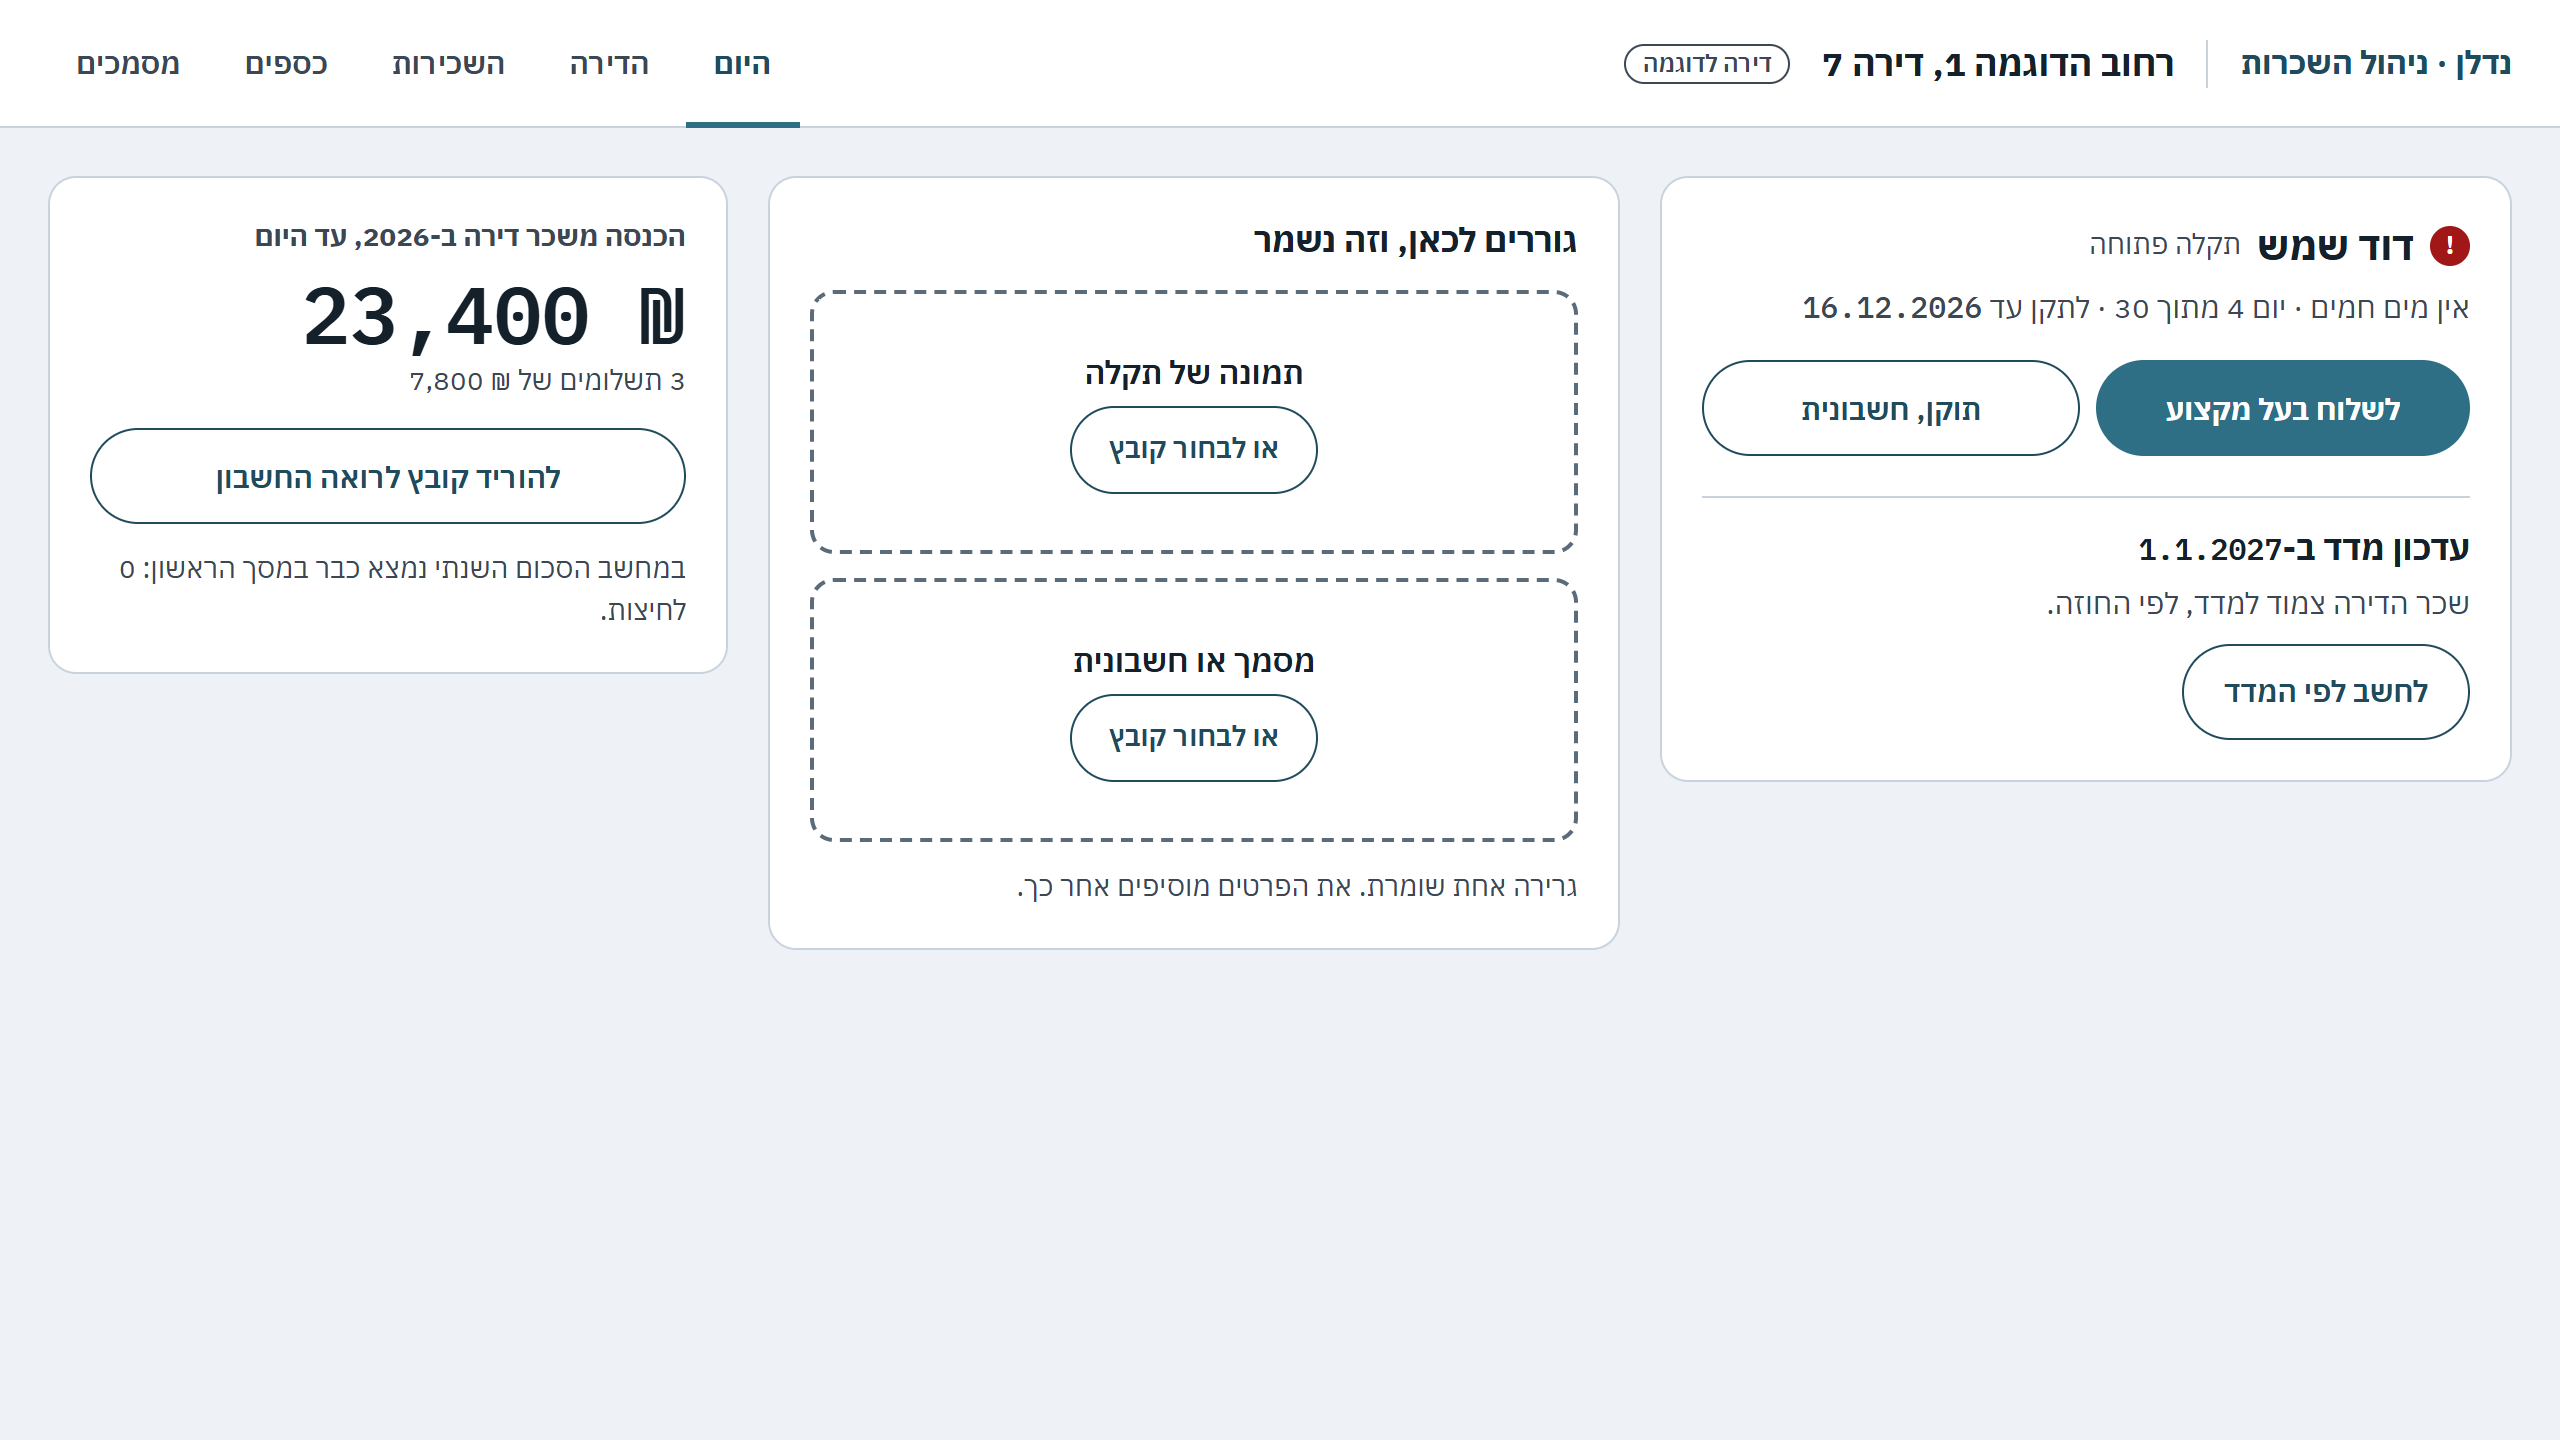 נדלן · ניהול השכרות
רחוב הדוגמה 1, דירה 7
דירה לדוגמה
היום
הדירה
השכירות
כספים
מסמכים
! דוד שמש תקלה פתוחה
אין מים חמים · יום 4 מתוך 30 · לתקן עד 16.12.2026
לשלוח בעל מקצוע
תוקן, חשבונית
עדכון מדד ב-1.1.2027
שכר הדירה צמוד למדד, לפי החוזה.
לחשב לפי המדד
גוררים לכאן, וזה נשמר
תמונה של תקלה
או לבחור קובץ
מסמך או חשבונית
או לבחור קובץ
גרירה אחת שומרת. את הפרטים מוסיפים אחר כך.
הכנסה משכר דירה ב-2026, עד היום
₪ 23,400
3 תשלומים של ₪ 7,800
להוריד קובץ לרואה החשבון
במחשב הסכום השנתי נמצא כבר במסך הראשון: 0
לחיצות.